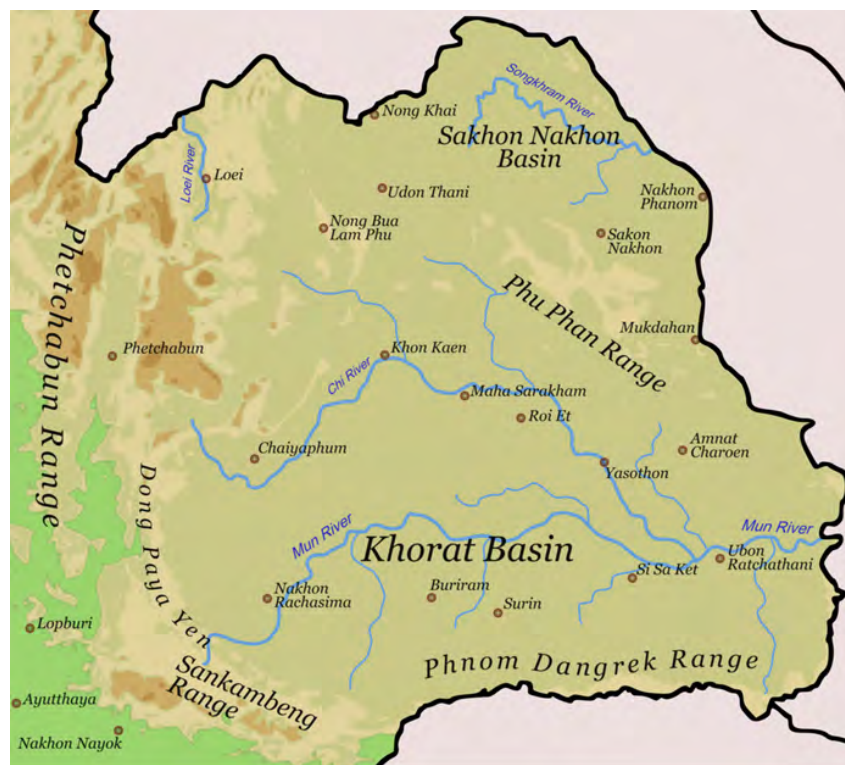 Songkhram River
Nong Khai
Sakhon Nakhon
Basin
Loei River
Loei
Udon Thani
Nakhon
Phanom
Nong Bua
Lam Phu
Sakon
Nakhon
Phetchabun Range
Phu Phan Range
Mukdahan
Phetchabun
Khon Kaen
Chi River
Maha Sarakham
Roi Et
Chaiyaphum
Amnat
Charoen
Yasothon
Dong Paya Yen
Mun River
Mun River
Khorat Basin
Ubon
Ratchathani
Si Sa Ket
Nakhon
Rachasima
Buriram
Surin
Lopburi
Sankambeng
Range
Phnom Dangrek Range
Ayutthaya
Nakhon Nayok